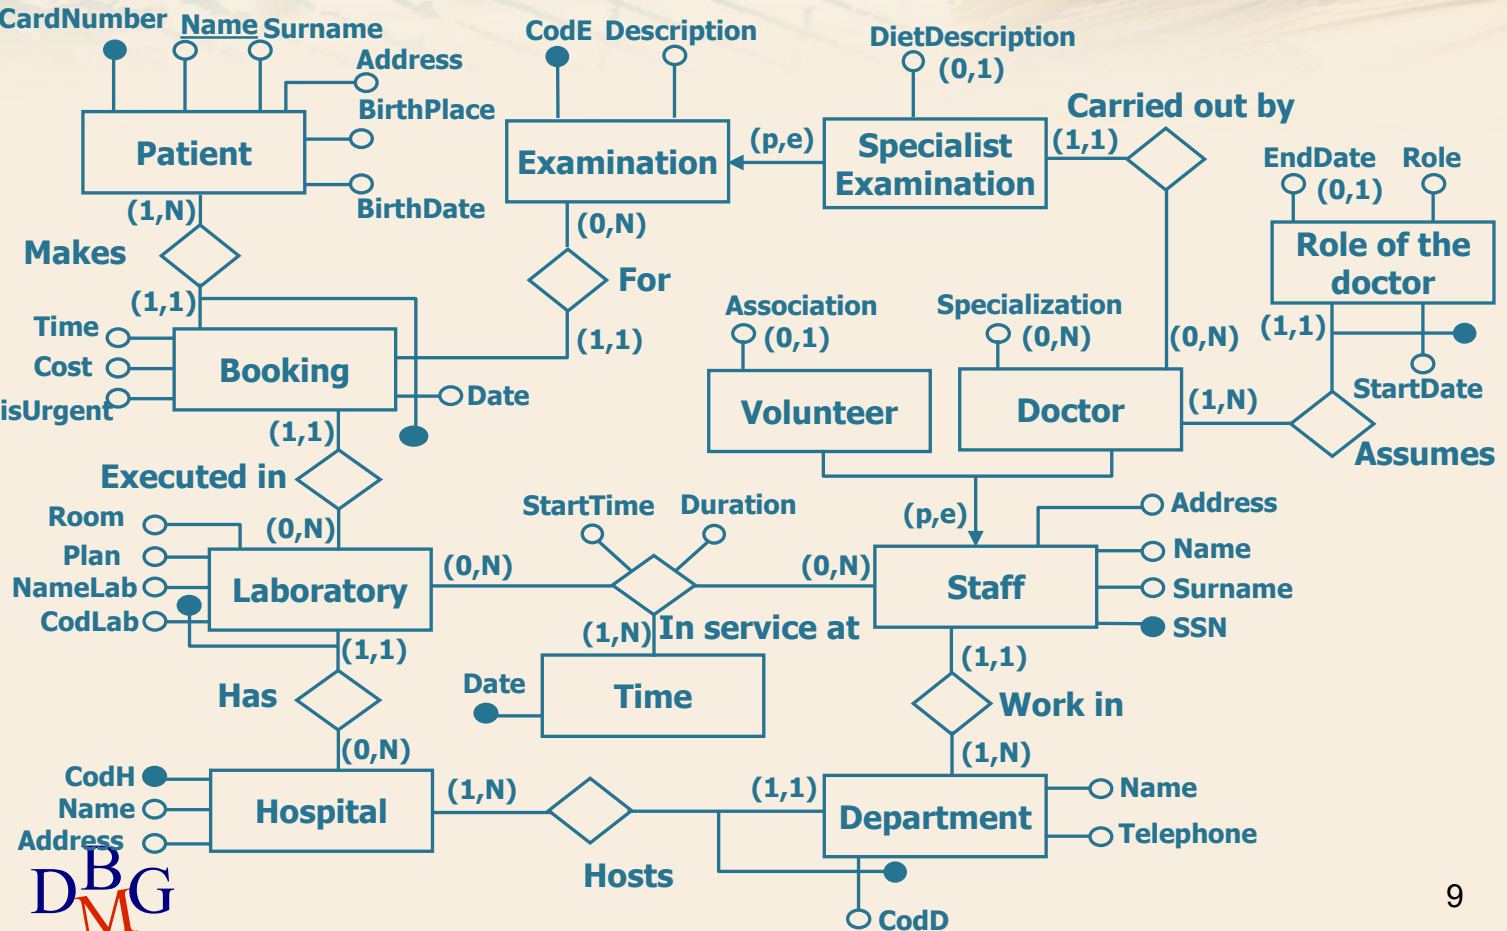 CardNumber
Name
Surname
Address
BirthPlace
BirthDate
Patient
(1,N)
Makes
(1,1)
CodE
Description
Examination
(0,N)
For
(1,1)
(p,e)
DietDescription
(0,1)
Specialist
Examination
(1,1)
Carried out by
(0,N)
EndDate
(0,1)
Role
Role of the
doctor
(1,1)
StartDate
Assumes
(1,N)
Time
Cost
isUrgent
Booking
Date
(1,1)
Executed in
(0,N)
Association
(0,1)
Volunteer
Specialization
(0,N)
Doctor
(p,e)
Room
Plan
NameLab
CodLab
Laboratory
(1,1)
(0,N)
StartTime
Duration
In service at
(1,N)
(0,N)
Staff
Address
Name
Surname
SSN
(1,1)
Work in
(1,N)
Date
Time
Has
(0,N)
CodH
Name
Address
Hospital
(1,N)
Hosts
(1,1)
Department
Name
Telephone
CodD
DBMG
9